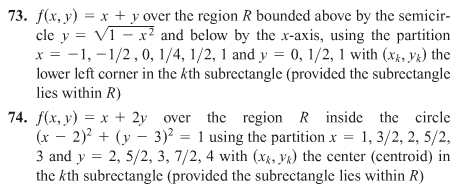 73. f(x, y) = x + y over the region R bounded above by the semicir-
cle y = √1 − x² and below by the x-axis, using the partition
x = −1, −1/2 , 0, 1/4, 1/2, 1 and y = 0, 1/2, 1 with (xₖ, yₖ) the
lower left corner in the kth subrectangle (provided the subrectangle
lies within R)
74. f(x, y) = x + 2y over the region R inside the circle
(x − 2)² + (y − 3)² = 1 using the partition x = 1, 3/2, 2, 5/2,
3 and y = 2, 5/2, 3, 7/2, 4 with (xₖ, yₖ) the center (centroid) in
the kth subrectangle (provided the subrectangle lies within R)